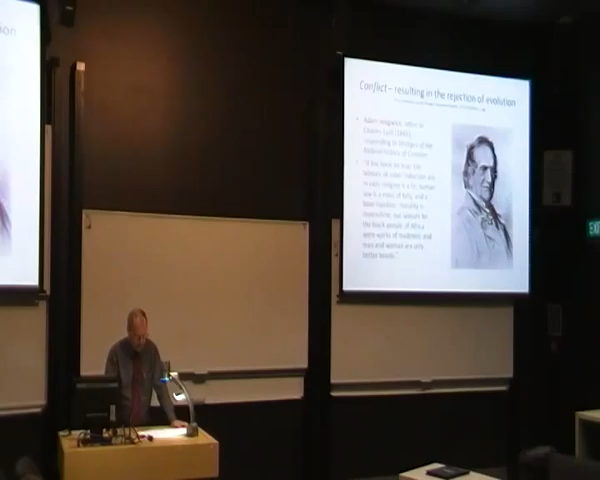 ion
Conflict – resulting in the rejection of evolution
Adam Sedgwick, letter to
Charles Lyell (1845),
responding to Vestiges of the
Natural History of Creation
"If the book be true, the
labours of sober induction are
in vain; religion is a lie; human
law is a mass of folly, and a
base injustice; morality is
moonshine; our labours for
the black people of Africa
were works of madmen; and
men and women are only
better beasts."
EXIT